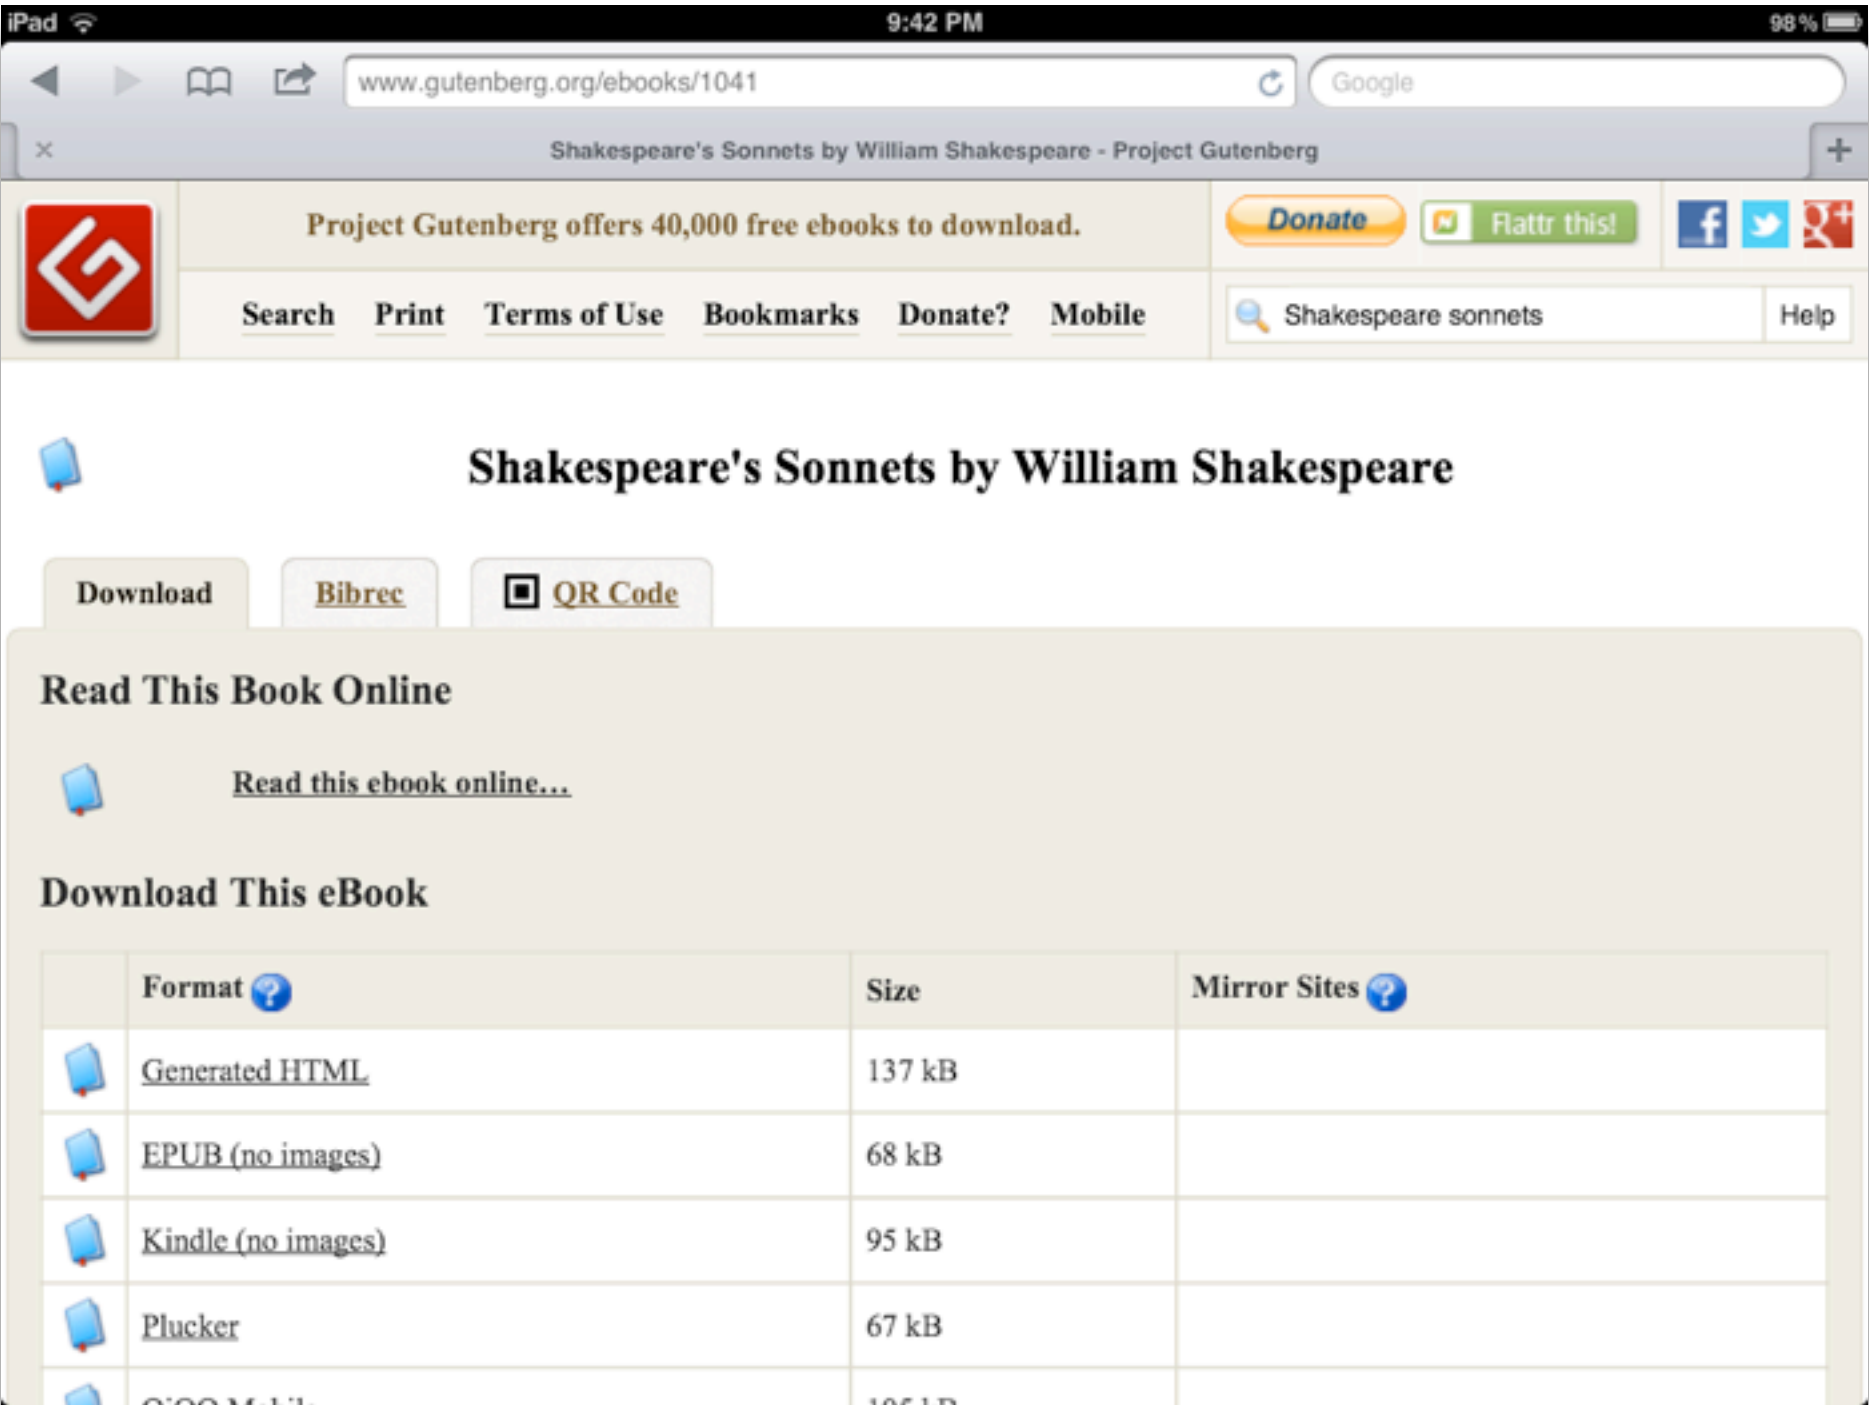 iPad 9:42 PM 98%
www.gutenberg.org/ebooks/1041 Google
Shakespeare's Sonnets by William Shakespeare - Project Gutenberg
Project Gutenberg offers 40,000 free ebooks to download. Donate Flattr this!
Search Print Terms of Use Bookmarks Donate? Mobile Shakespeare sonnets Help
Shakespeare's Sonnets by William Shakespeare
Download Bibrec QR Code
Read This Book Online
Read this ebook online...
Download This eBook
Format Size Mirror Sites
Generated HTML 137 kB
EPUB (no images) 68 kB
Kindle (no images) 95 kB
Plucker 67 kB